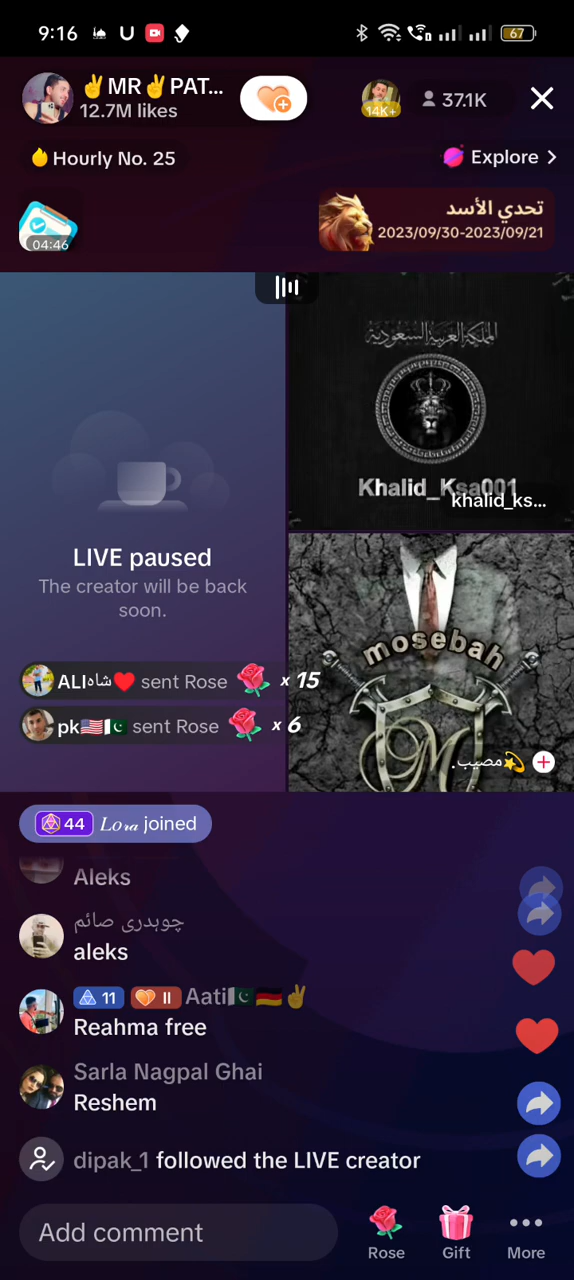 9:16
67
✌️MR✌️PAT...
12.7M likes
14K+
37.1K
Hourly No. 25
Explore >
04:46
تحدي الأسد
2023/09/30-2023/09/21
المملكة العربية السعودية
Khalid_Ksa001
khalid_ks...
LIVE paused
The creator will be back
soon.
mosebah
M
ALIشاه❤️ sent Rose x 15
pk🇺🇸🇵🇰 sent Rose x 6
.مصيب💫
44 Lora joined
Aleks
چوہدری صائم
aleks
11 II Aati🇵🇰🇩🇪✌️
Reahma free
Sarla Nagpal Ghai
Reshem
dipak_1 followed the LIVE creator
Add comment
Rose
Gift
More